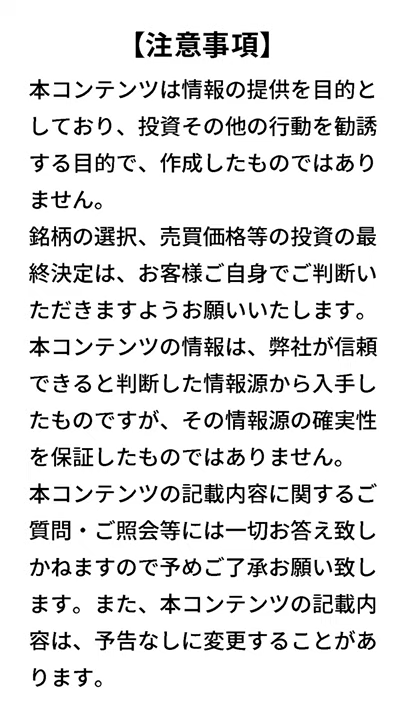 【注意事項】
本コンテンツは情報の提供を目的と
しており、投資その他の行動を勧誘
する目的で、作成したものではあり
ません。
銘柄の選択、売買価格等の投資の最
終決定は、お客様ご自身でご判断い
ただきますようお願いいたします。
本コンテンツの情報は、弊社が信頼
できると判断した情報源から入手し
たものですが、その情報源の確実性
を保証したものではありません。
本コンテンツの記載内容に関するご
質問・ご照会等には一切お答え致し
かねますので予めご了承お願い致し
ます。また、本コンテンツの記載内
容は、予告なしに変更することがあ
ります。